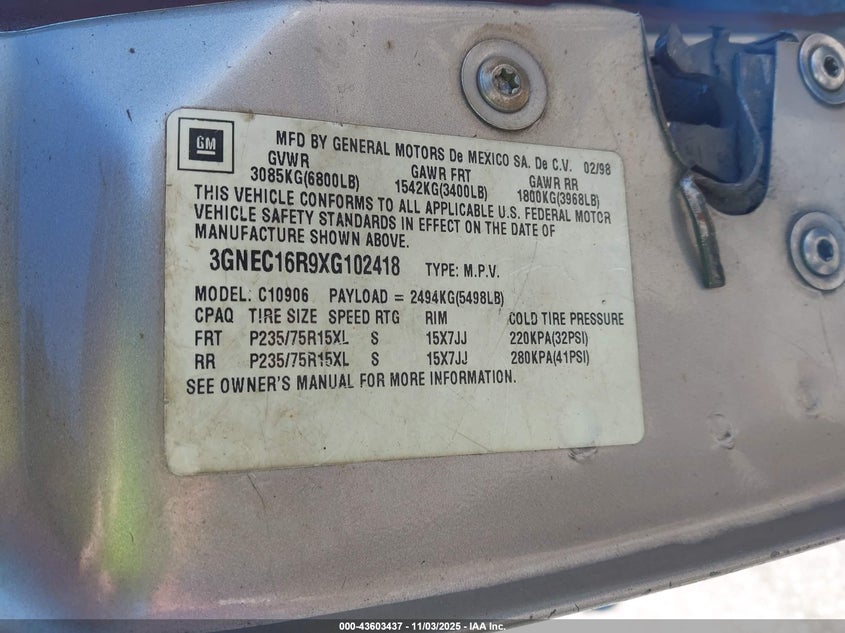 GM
MFD BY GENERAL MOTORS De MEXICO SA. De C.V. 02/98
GVWR GAWR FRT GAWR RR
3085KG(6800LB) 1542KG(3400LB) 1800KG(3968LB)
THIS VEHICLE CONFORMS TO ALL APPLICABLE U.S. FEDERAL MOTOR
VEHICLE SAFETY STANDARDS IN EFFECT ON THE DATE OF
MANUFACTURE SHOWN ABOVE.
3GNEC16R9XG102418 TYPE: M.P.V.
MODEL: C10906 PAYLOAD = 2494KG(5498LB)
CPAQ TIRE SIZE SPEED RTG RIM COLD TIRE PRESSURE
FRT P235/75R15XL S 15X7JJ 220KPA(32PSI)
RR P235/75R15XL S 15X7JJ 280KPA(41PSI)
SEE OWNER'S MANUAL FOR MORE INFORMATION.
000-43603437 - 11/03/2025 - IAA Inc.